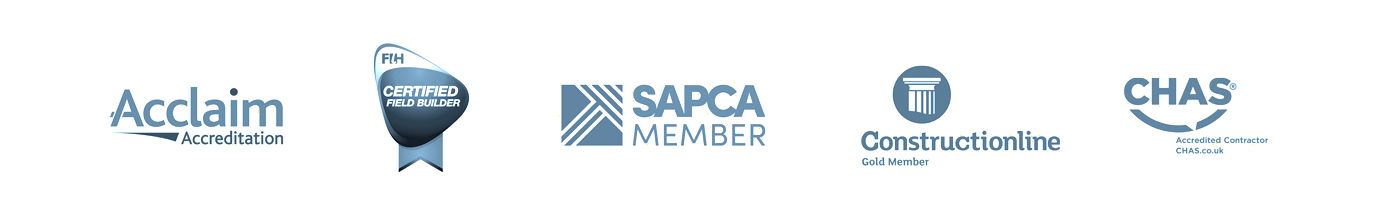 Acclaim
Accreditation
FIH
CERTIFIED
FIELD BUILDER
SAPCA
MEMBER
Constructionline
Gold Member
CHAS®
Accredited Contractor
CHAS.co.uk